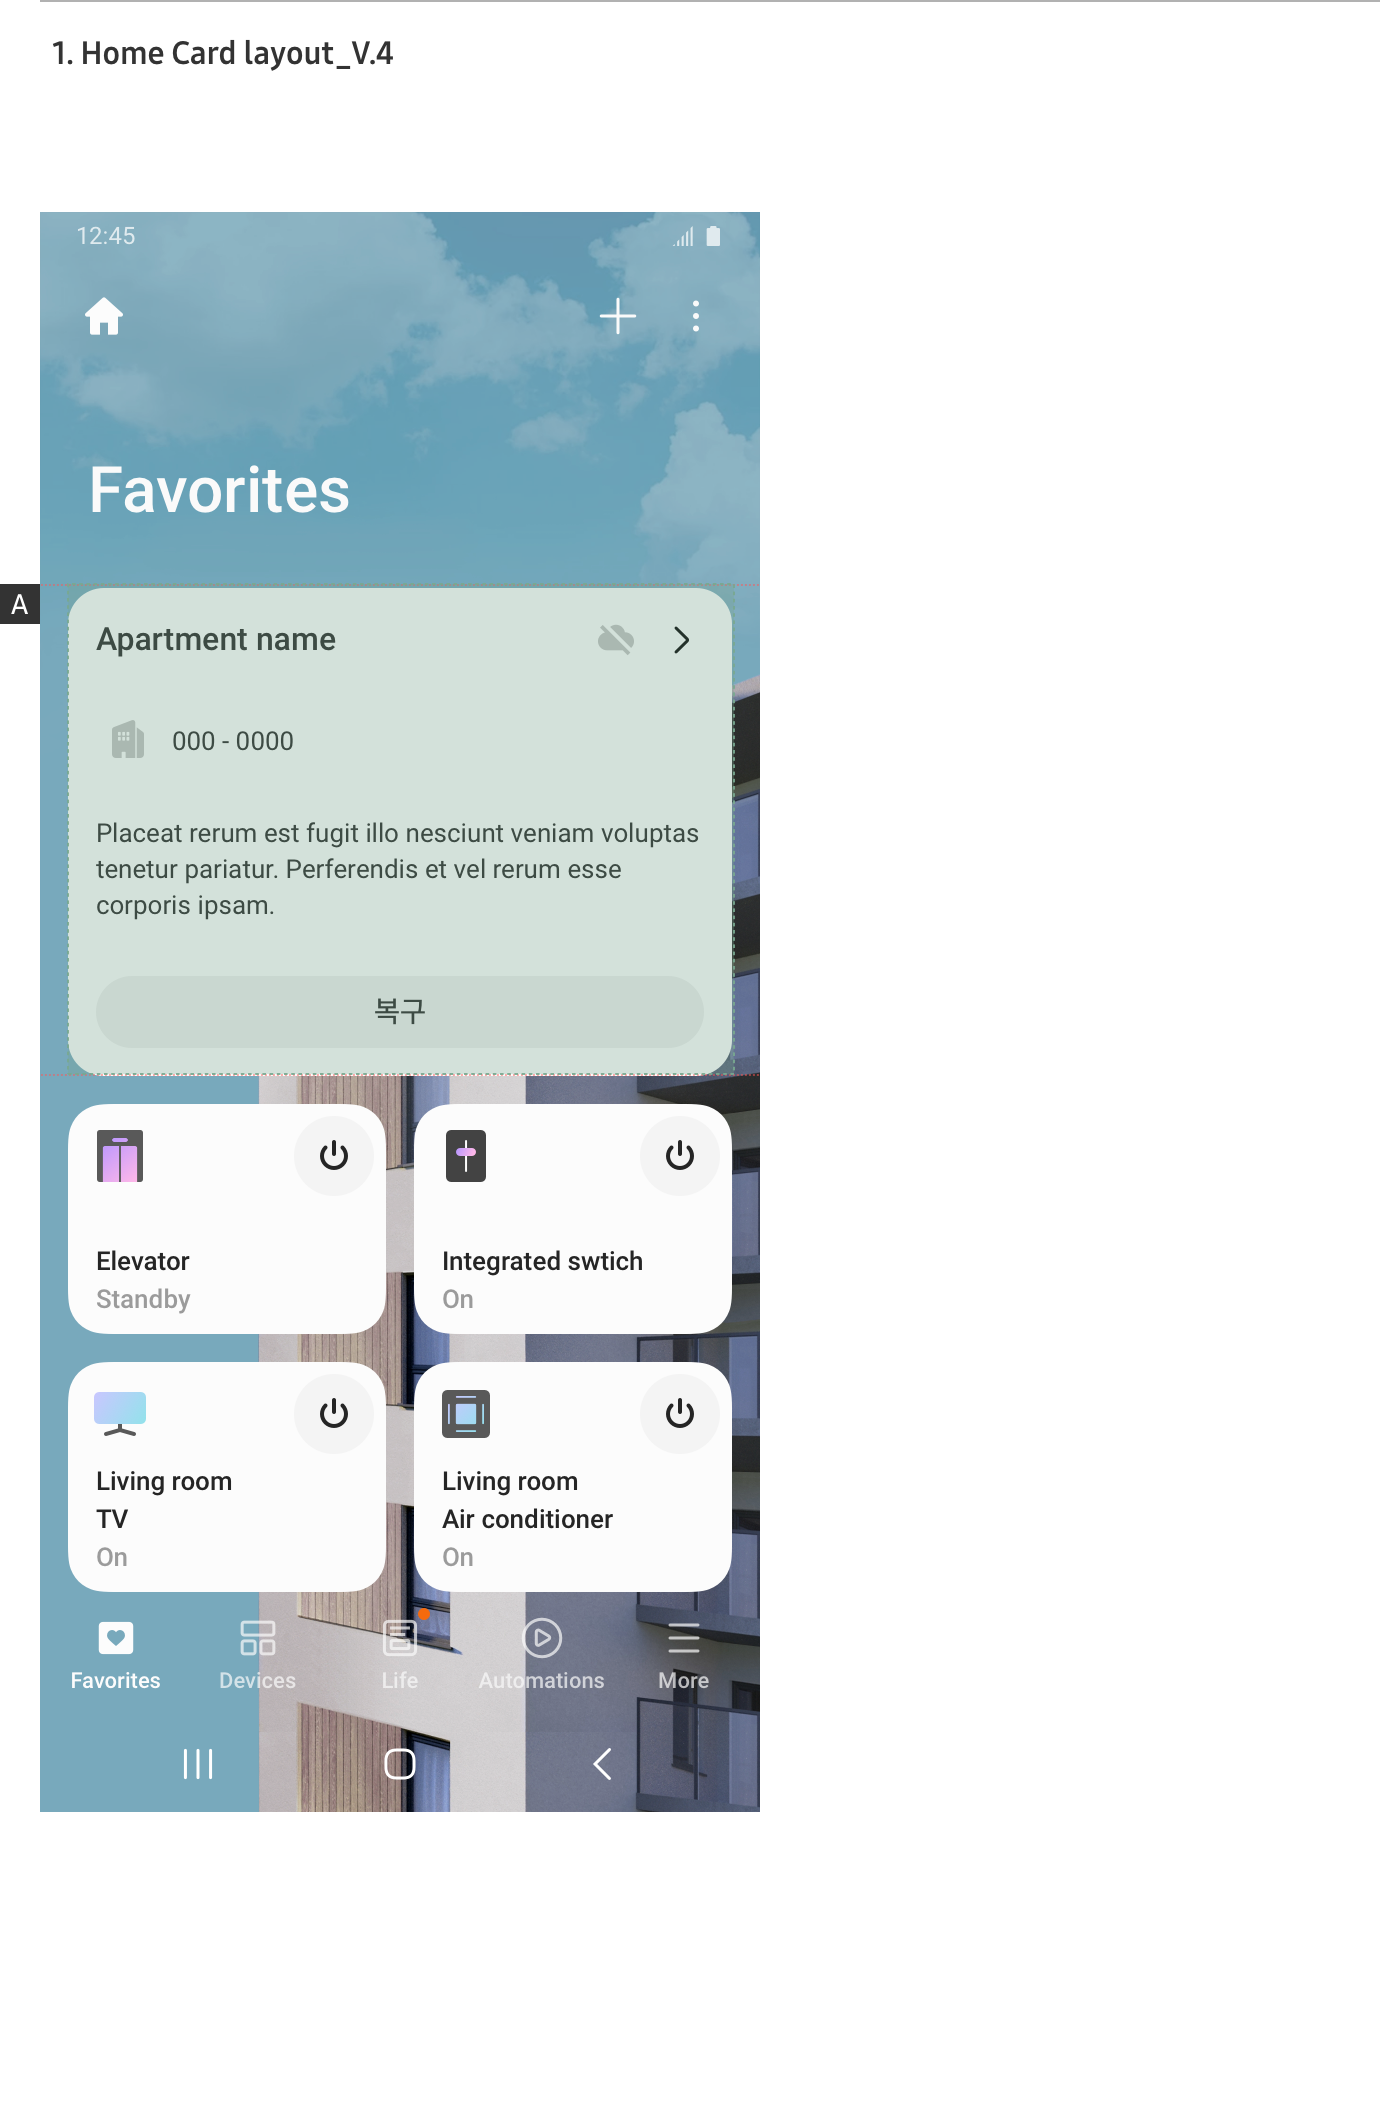 1. Home Card layout_V.4
12:45
Favorites
A
Apartment name
000 - 0000
Placeat rerum est fugit illo nesciunt veniam voluptas
tenetur pariatur. Perferendis et vel rerum esse
corporis ipsam.
복구
Elevator
Standby
Integrated swtich
On
Living room
TV
On
Living room
Air conditioner
On
Favorites
Devices
Life
Automations
More